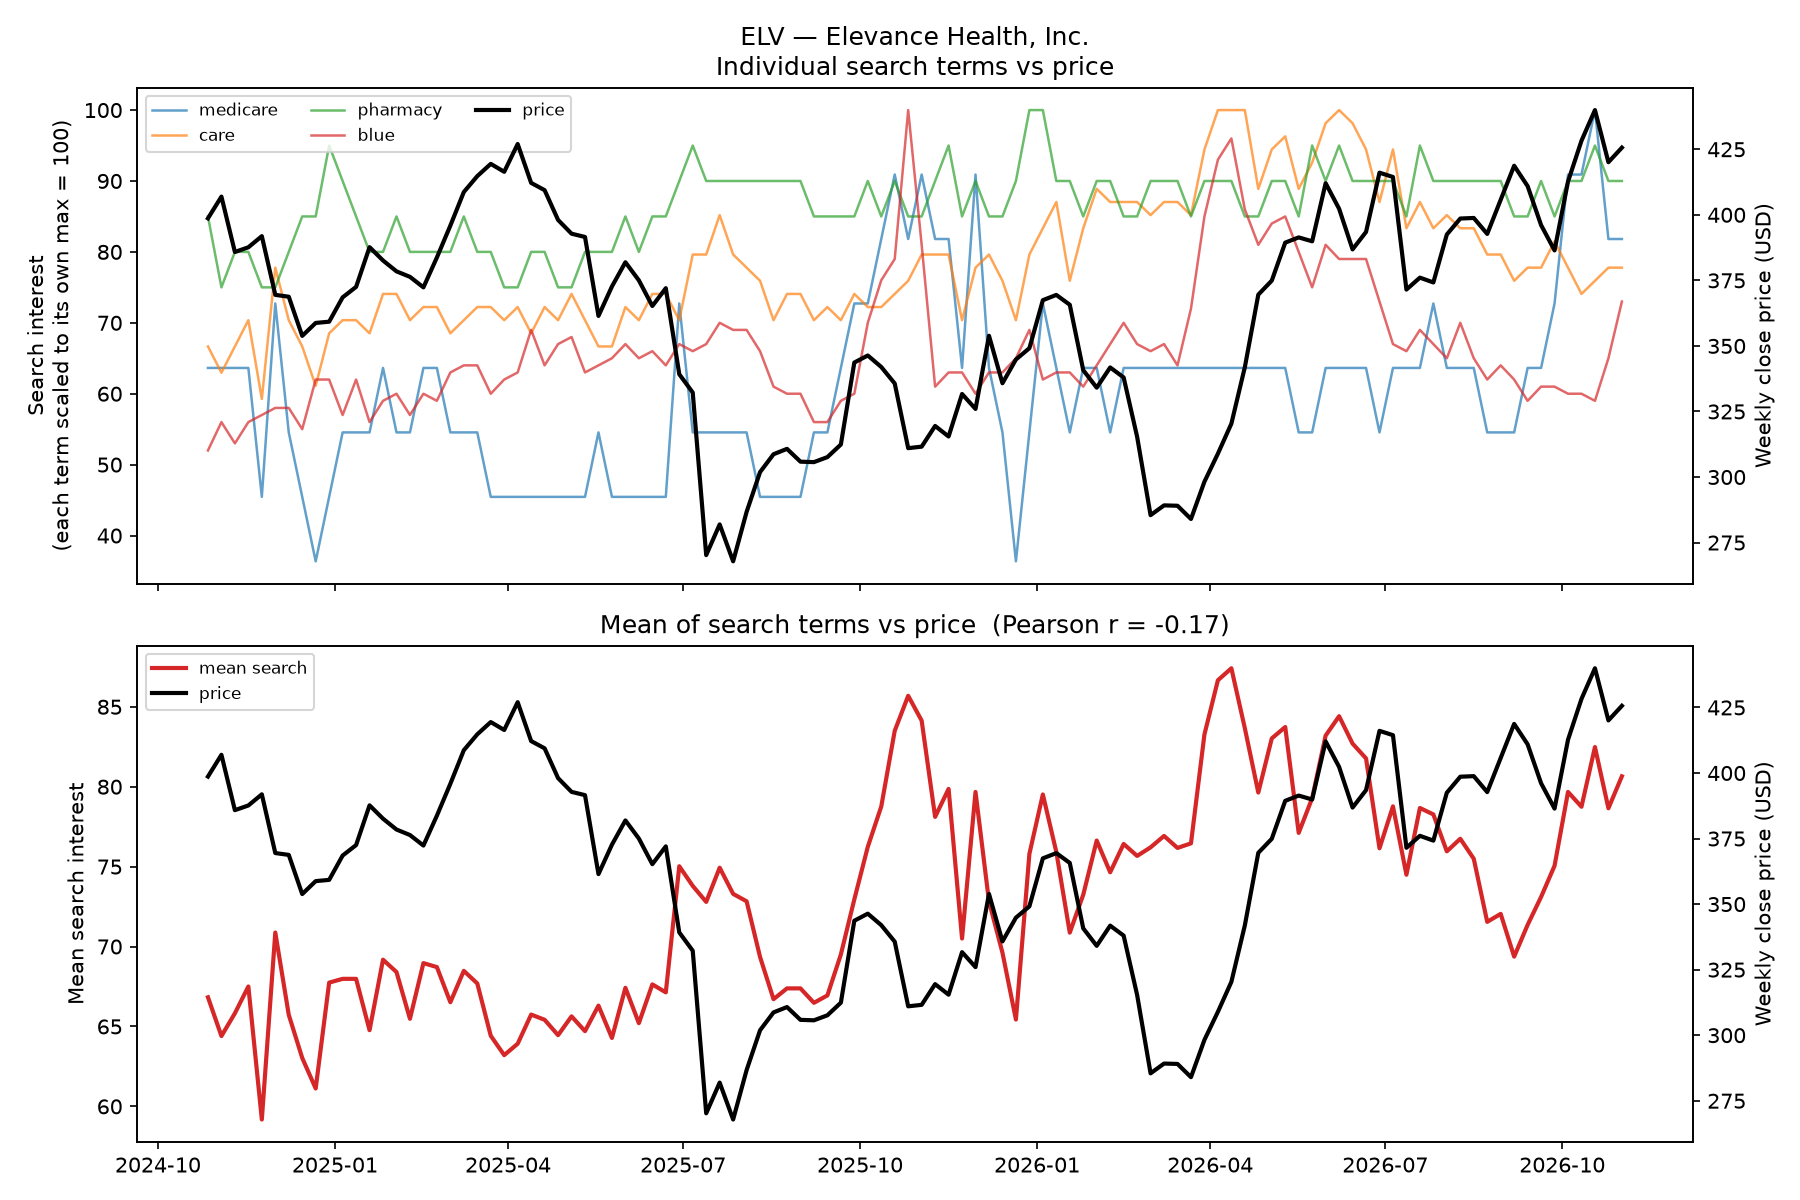 ELV — Elevance Health, Inc.
Individual search terms vs price
medicare
care
pharmacy
blue
price
Search interest
(each term scaled to its own max = 100)
100
90
80
70
60
50
40
Weekly close price (USD)
425
400
375
350
325
300
275
Mean of search terms vs price (Pearson r = -0.17)
mean search
price
Mean search interest
85
80
75
70
65
60
Weekly close price (USD)
425
400
375
350
325
300
275
2024-10 2025-01 2025-04 2025-07 2025-10 2026-01 2026-04 2026-07 2026-10